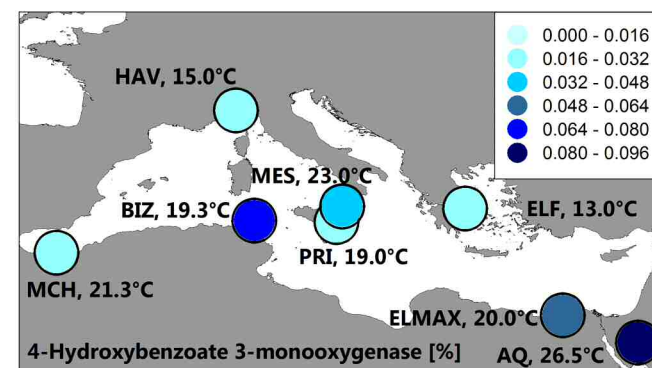 0.000 - 0.016
0.016 - 0.032
0.032 - 0.048
0.048 - 0.064
0.064 - 0.080
0.080 - 0.096
HAV, 15.0°C
MES, 23.0°C
BIZ, 19.3°C
ELF, 13.0°C
PRI, 19.0°C
MCH, 21.3°C
ELMAX, 20.0°C
4-Hydroxybenzoate 3-monooxygenase [%]
AQ, 26.5°C